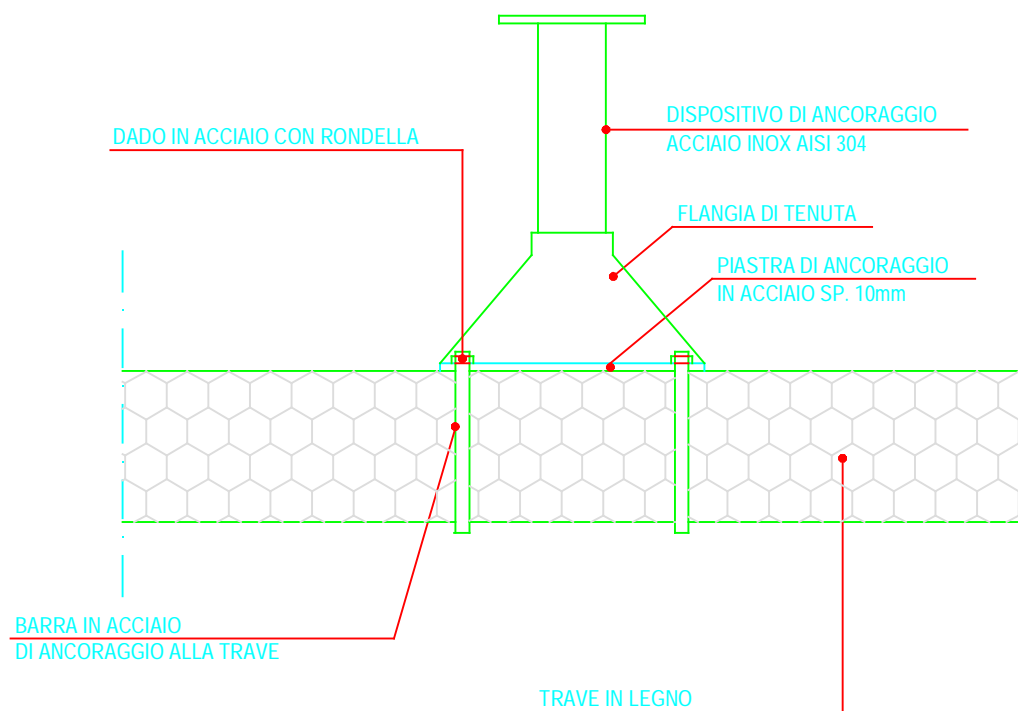 DISPOSITIVO DI ANCORAGGIO
ACCIAIO INOX AISI 304
DADO IN ACCIAIO CON RONDELLA
FLANGIA DI TENUTA
PIASTRA DI ANCORAGGIO
IN ACCIAIO SP. 10mm
BARRA IN ACCIAIO
DI ANCORAGGIO ALLA TRAVE
TRAVE IN LEGNO